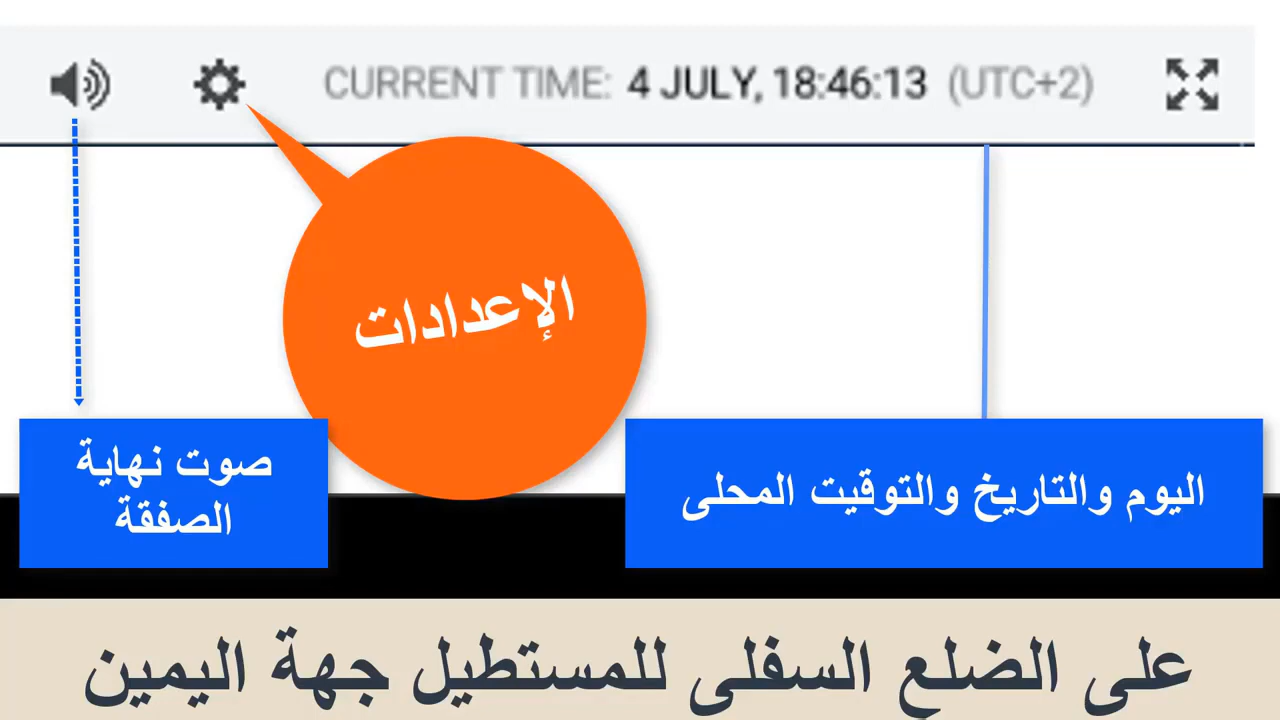 CURRENT TIME: 4 JULY, 18:46:13 (UTC+2)
الإعدادات
اليوم والتاريخ والتوقيت المحلى
صوت نهاية
الصفقة
على الضلع السفلى للمستطيل جهة اليمين